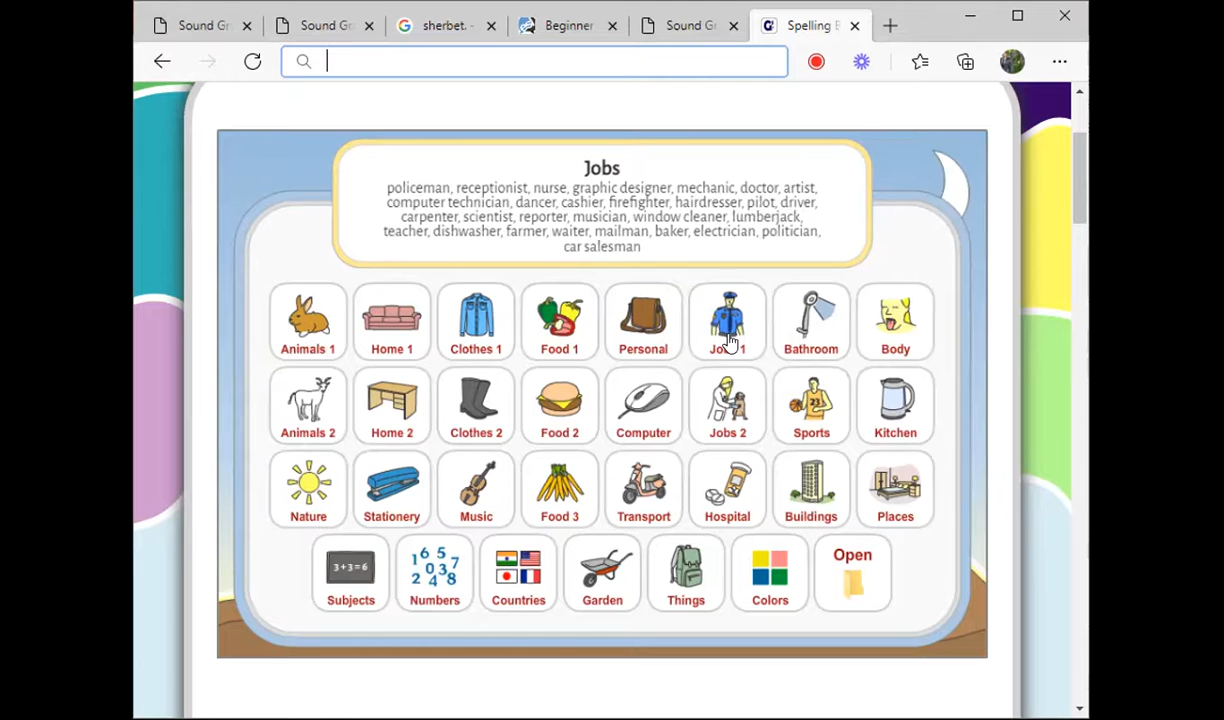 Sound Gr
Sound Gr
sherbet. -
Beginner
Sound G
Spelling B
Jobs
policeman, receptionist, nurse, graphic designer, mechanic, doctor, artist,
computer technician, dancer, cashier, firefighter, hairdresser, pilot, driver,
carpenter, scientist, reporter, musician, window cleaner, lumberjack,
teacher, dishwasher, farmer, waiter, mailman, baker, electrician, politician,
car salesman
Animals 1
Home 1
Clothes 1
Food 1
Personal
Bathroom
Body
Animals 2
Home 2
Clothes 2
Food 2
Computer
Jobs 2
23
Sports
Kitchen
Nature
Stationery
Music
Food 3
Transport
Hospital
Buildings
Places
3+3=6
Subjects
1 6 5 7
0 3
2 4 8
Numbers
Countries
Garden
Things
Colors
Open